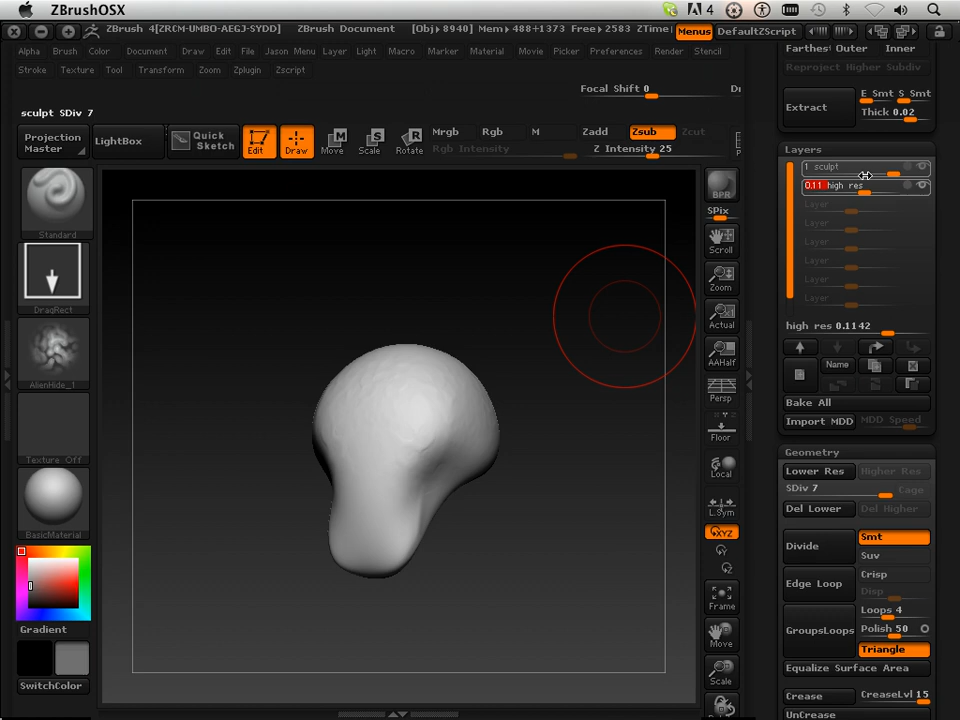 ZBrushOSX
4
ZBrush 4[ZRCM-UMBO-AEGJ-SYDD] ZBrush Document [Obj> 8940] Mem> 488+1373 Free> 2583 ZTime
Menus DefaultZScript
Alpha Brush Color Document Draw Edit File Jason Menu Layer Light Macro Marker Material Movie Picker Preferences Render Stencil
Stroke Texture Tool Transform Zoom Zplugin Zscript
sculpt SDiv 7
Focal Shift 0
Projection Master
LightBox
Quick Sketch
Edit
Draw
Move
Scale
Rotate
Mrgb Rgb M
Rgb Intensity
Zadd Zsub Zcut
Z Intensity 25
Standard
DragRect
AlienHide_1
Texture Off
BasicMaterial
Gradient
SwitchColor
BPR
SPix
Scroll
Zoom
Actual
AAHalf
Persp
Floor
Local
L.Sym
XYZ
Y
Z
Frame
Move
Scale
Farthest Outer Inner
Reproject Higher Subdiv
Extract
E Smt S Smt
Thick 0.02
Layers
1 sculpt
0.11 high res
Layer
Layer
Layer
Layer
Layer
Layer
high res 0.1142
Name
Bake All
Import MDD MDD Speed
Geometry
Lower Res Higher Res
SDiv 7 Cage
Del Lower Del Higher
Divide
Smt
Suv
Edge Loop
Crisp
Disp
GroupsLoops
Loops 4
Polish 50
Triangle
Equalize Surface Area
Crease CreaseLvl 15
UnCrease